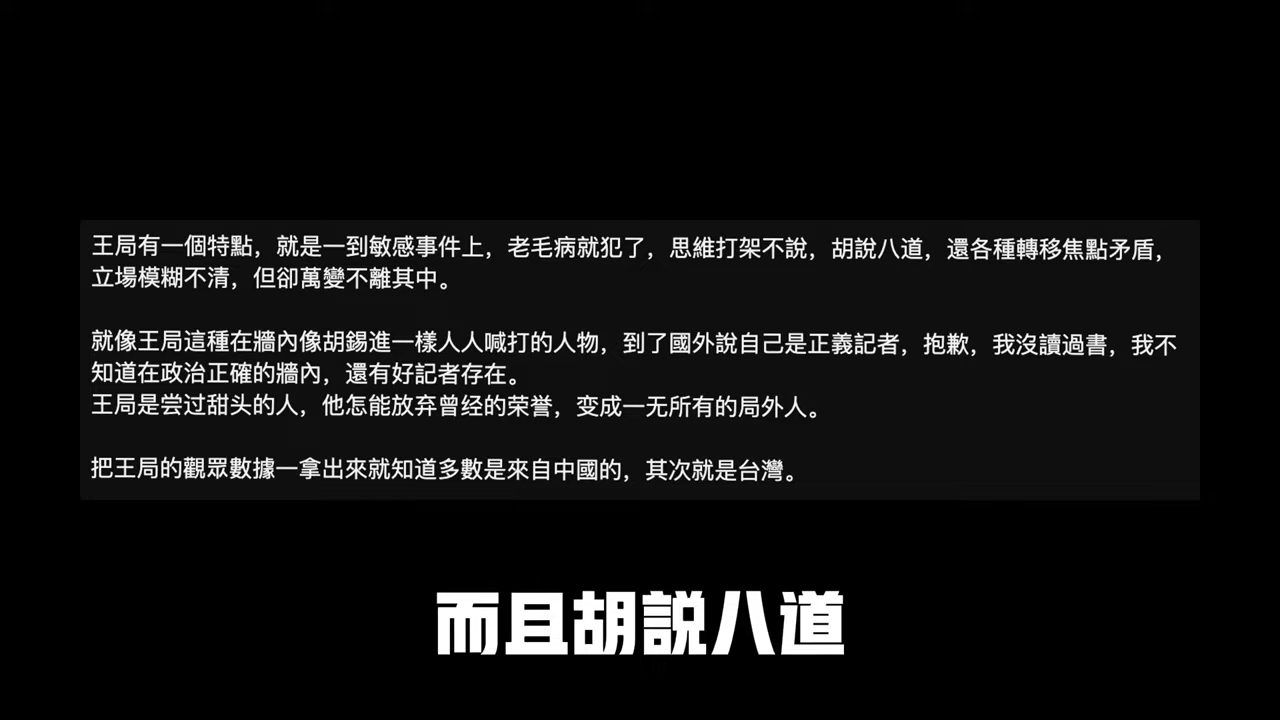 王局有一個特點，就是一到敏感事件上，老毛病就犯了，思維打架不說，胡說八道，還各種轉移焦點矛盾，
立場模糊不清，但卻萬變不離其中。
就像王局這種在牆內像胡錫進一樣人人喊打的人物，到了國外說自己是正義記者，抱歉，我沒讀過書，我不
知道在政治正確的牆內，還有好記者存在。
王局是尝过甜头的人，他怎能放弃曾经的荣誉，变成一无所有的局外人。
把王局的觀眾數據一拿出來就知道多數是來自中國的，其次就是台灣。
而且胡說八道